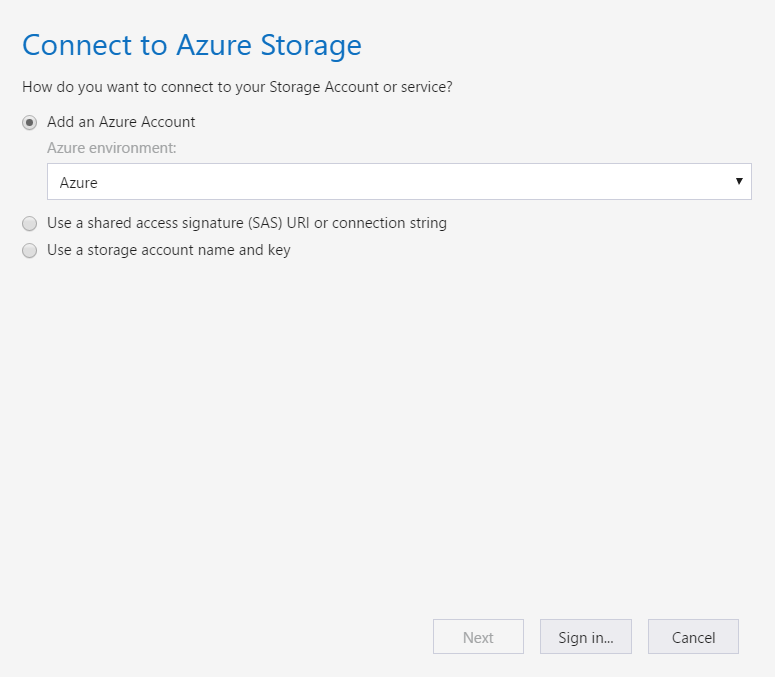 Connect to Azure Storage
How do you want to connect to your Storage Account or service?
Add an Azure Account
Azure environment:
Azure
Use a shared access signature (SAS) URI or connection string
Use a storage account name and key
Next
Sign in...
Cancel